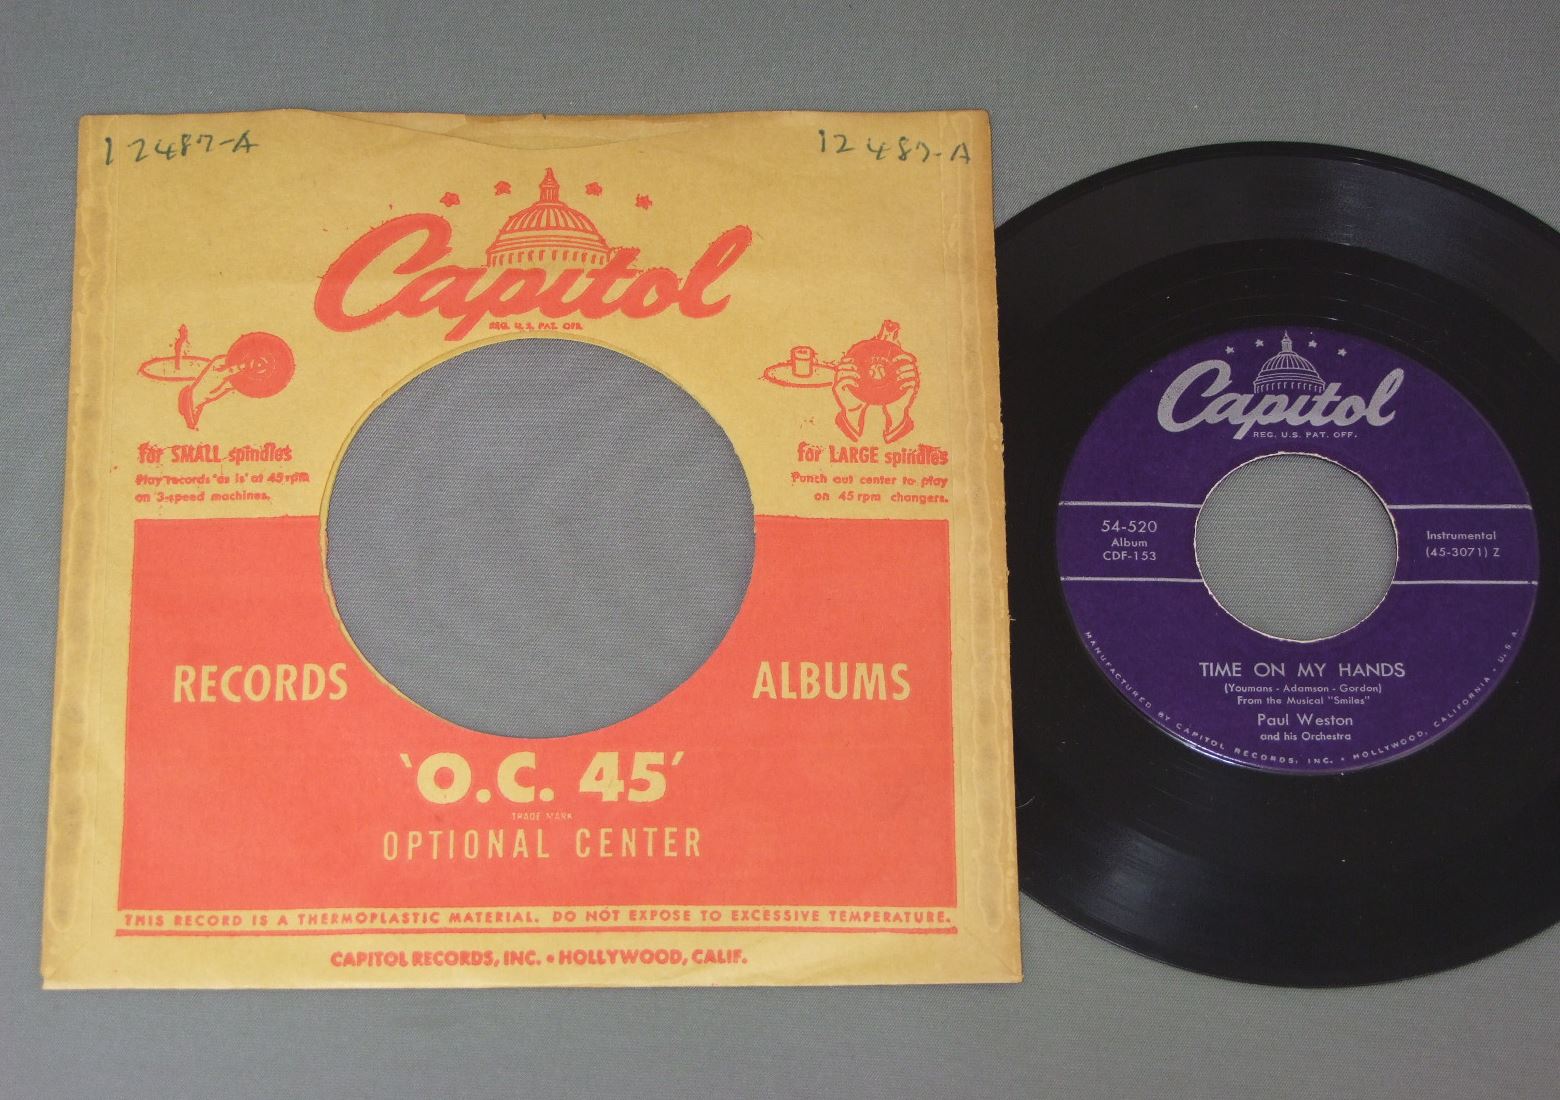 12487-A
12487-A
Capitol
REG. U.S. PAT. OFF.
for SMALL spindles
Play records 'as is' at 45 rpm
on 3-speed machines.
for LARGE spindles
Punch out center to play
on 45 rpm changers.
RECORDS
ALBUMS
'O.C. 45'
TRADE MARK
OPTIONAL CENTER
THIS RECORD IS A THERMOPLASTIC MATERIAL. DO NOT EXPOSE TO EXCESSIVE TEMPERATURE.
CAPITOL RECORDS, INC. • HOLLYWOOD, CALIF.
Capitol
REG. U.S. PAT. OFF.
54-520
Album
CDF-153
Instrumental
(45-3071) Z
TIME ON MY HANDS
(Youmans - Adamson - Gordon)
From the Musical "Smiles"
Paul Weston
and his Orchestra
MANUFACTURED BY CAPITOL RECORDS, INC. • HOLLYWOOD, CALIFORNIA - U.S.A.